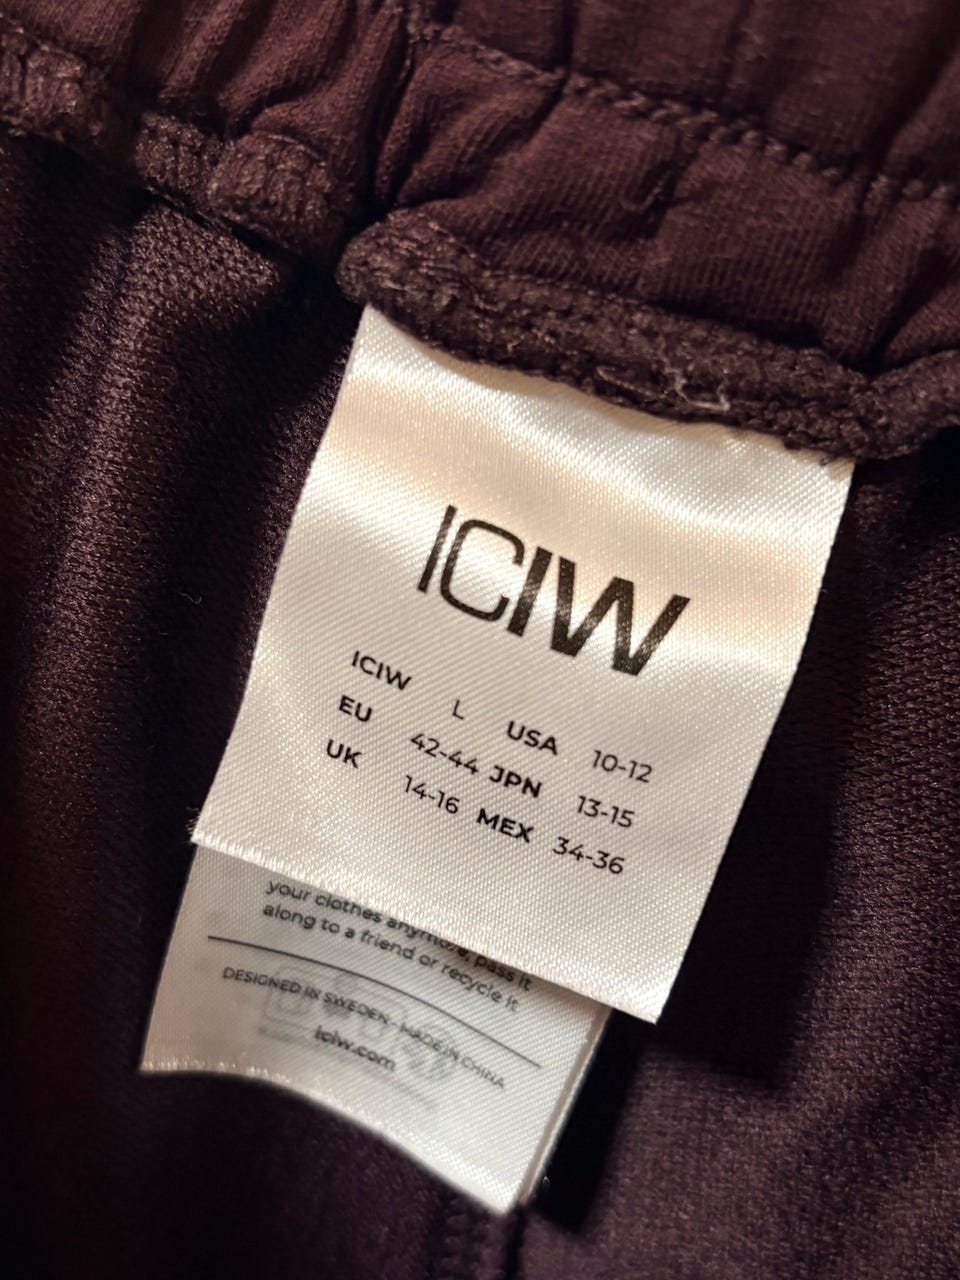 ICIW
ICIW L USA 10-12
EU 42-44 JPN 13-15
UK 14-16 MEX 34-36
your clothes anymore, pass it
along to a friend or recycle it
DESIGNED IN SWEDEN - MADE IN CHINA
iciw.com